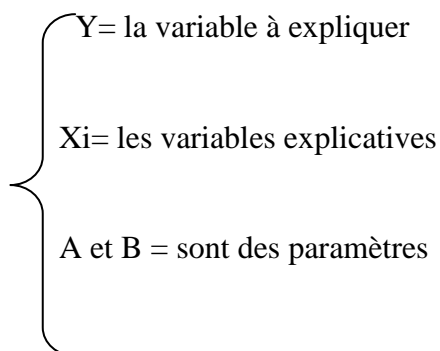 Y= la variable à expliquer
Xi= les variables explicatives
A et B = sont des paramètres